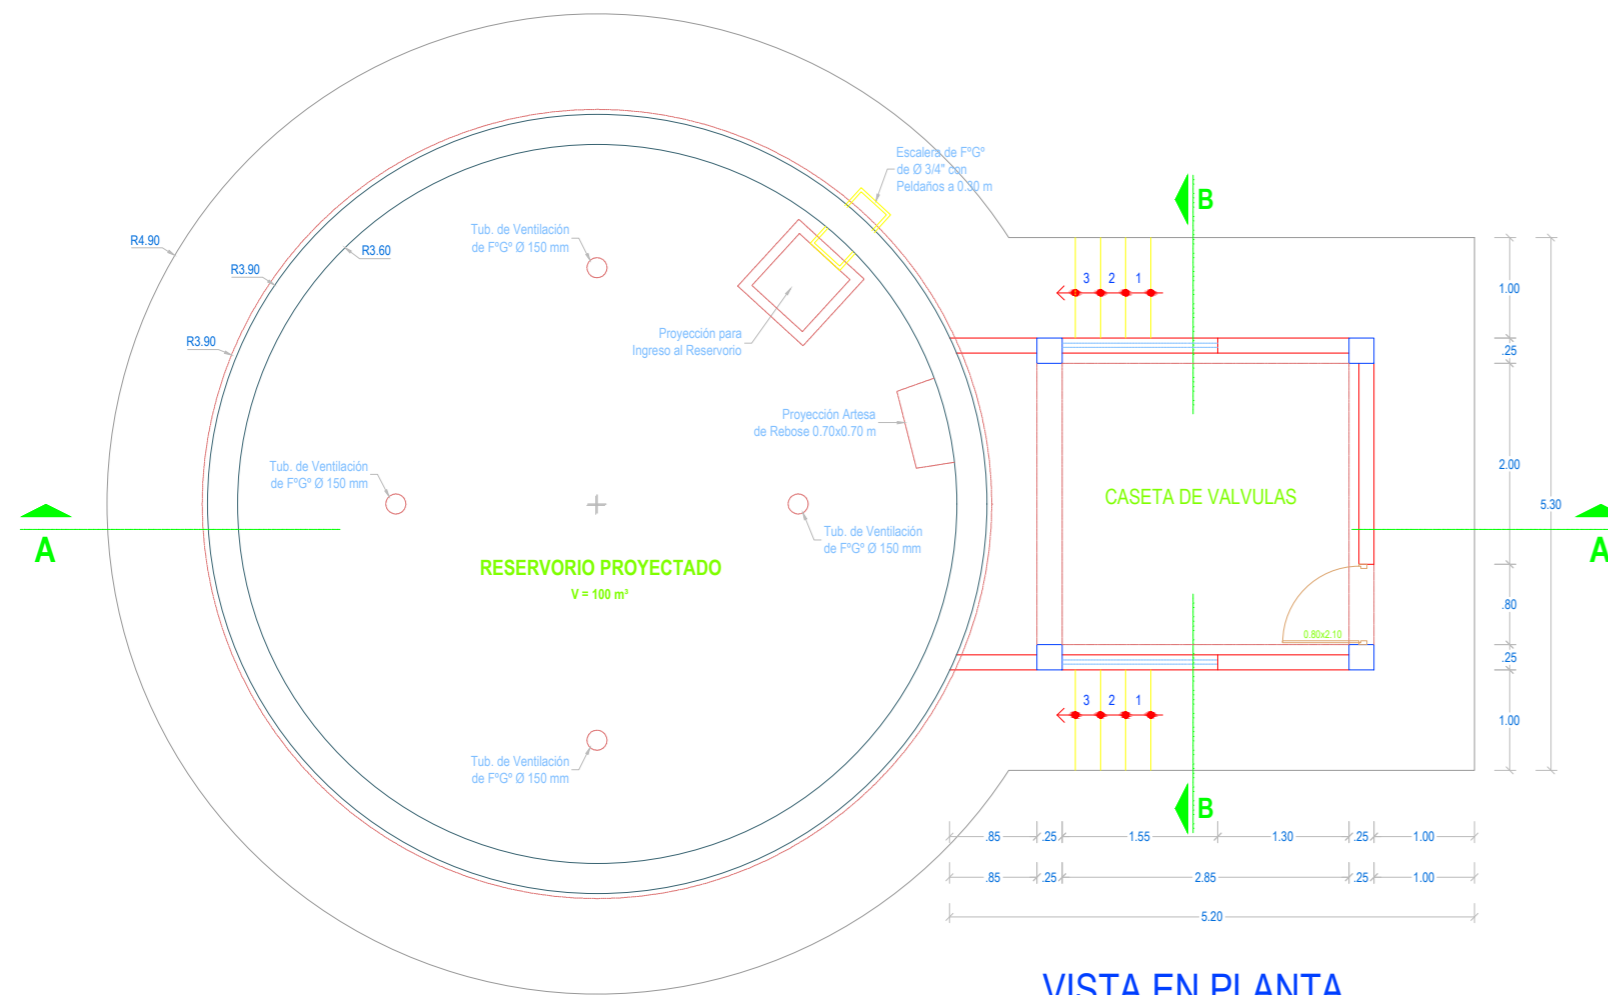 Escalera de FºGº
de Ø 3/4" con
Peldaños a 0.30 m
B
Tub. de Ventilación
de FºGº Ø 150 mm
R4.90
R3.60
R3.90
R3.90
3 2 1
1.00
Proyección para
Ingreso al Reservorio
.25
Proyección Artesa
de Rebose 0.70x0.70 m
2.00
Tub. de Ventilación
de FºGº Ø 150 mm
CASETA DE VALVULAS
5.30
Tub. de Ventilación
de FºGº Ø 150 mm
A
A
RESERVORIO PROYECTADO
V = 100 m³
.80
0.80x2.10
.25
3 2 1
1.00
Tub. de Ventilación
de FºGº Ø 150 mm
B
.85 .25 1.55 1.30 .25 1.00
.85 .25 2.85 .25 1.00
5.20
VISTA EN PLANTA